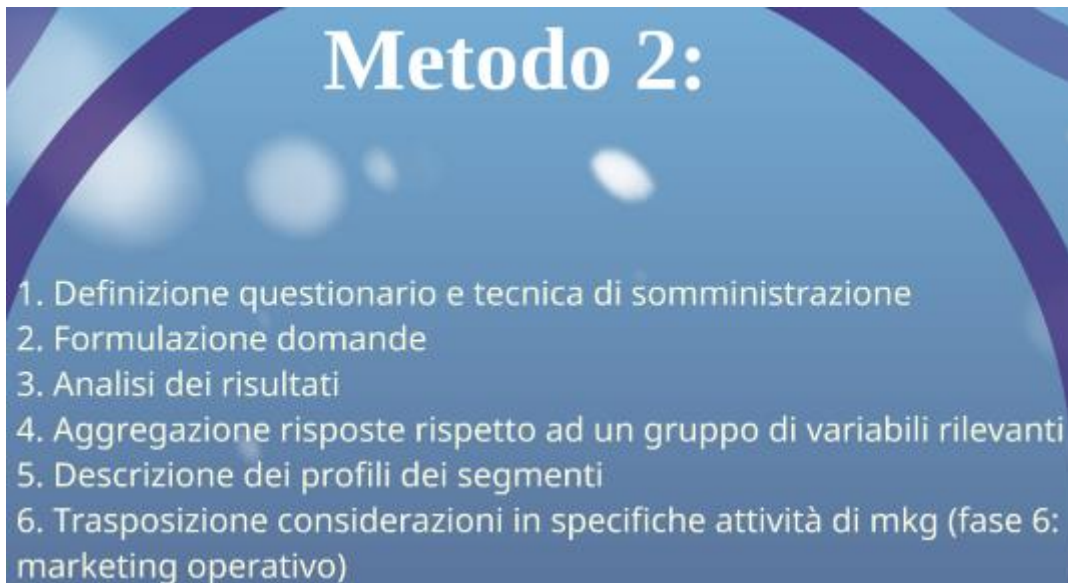 Metodo 2:
1. Definizione questionario e tecnica di somministrazione
2. Formulazione domande
3. Analisi dei risultati
4. Aggregazione risposte rispetto ad un gruppo di variabili rilevanti
5. Descrizione dei profili dei segmenti
6. Trasposizione considerazioni in specifiche attività di mkg (fase 6:
marketing operativo)